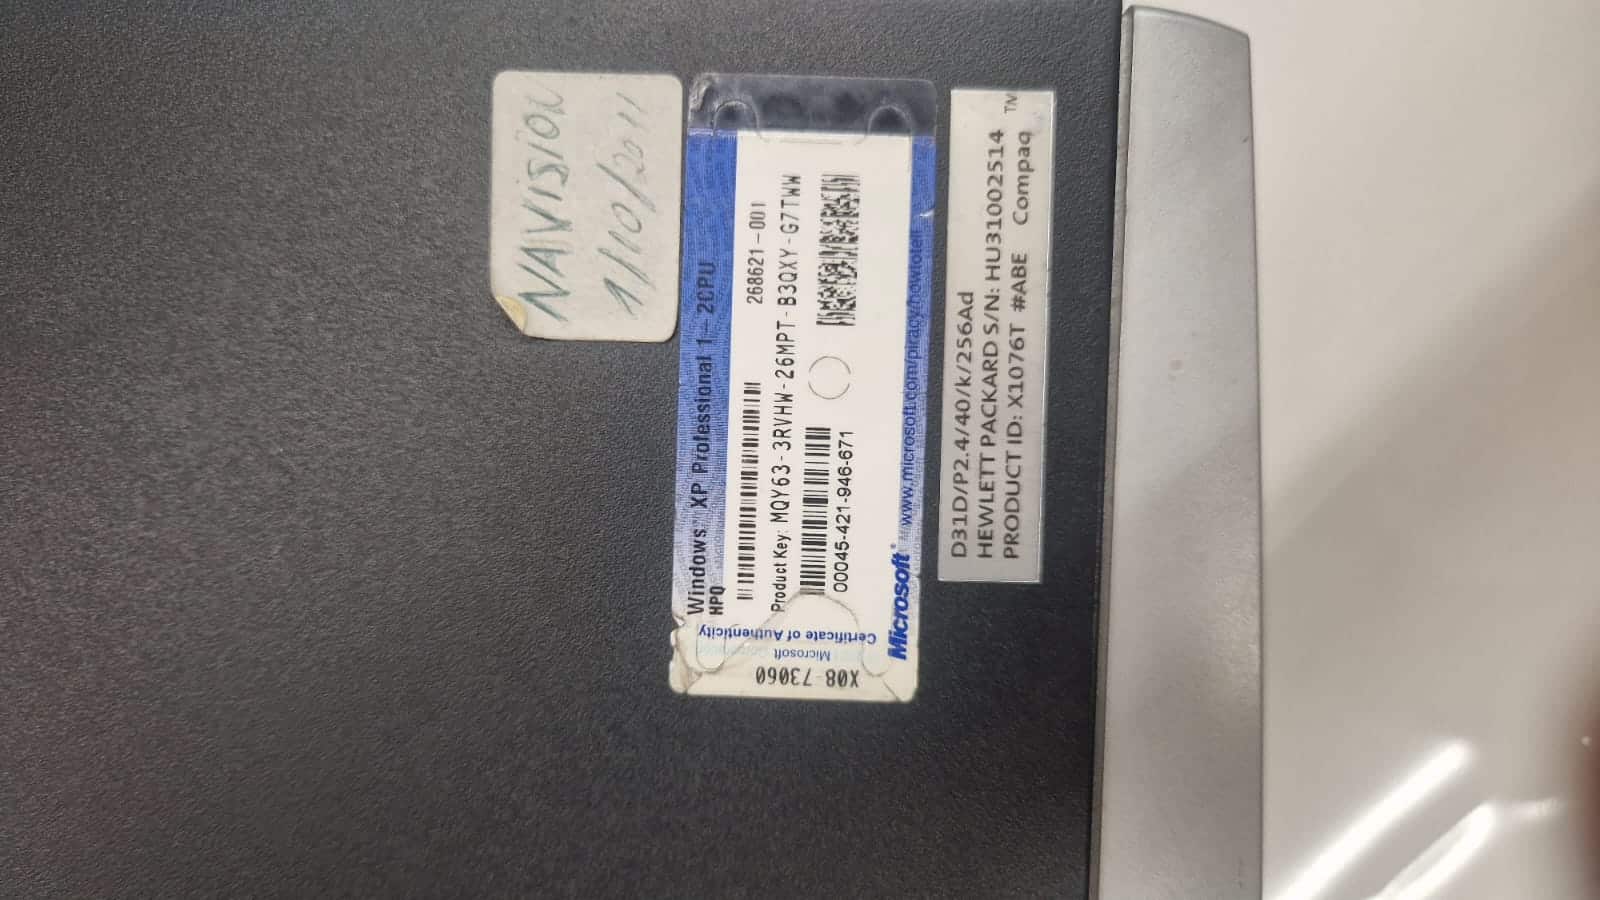 NAVISION
1/10/2011
Windows® XP Professional 1-2CPU
HPQ
268621-001
Product Key: MQY63-3RVHW-26MPT-B3QXY-G7TWW
00045-421-946-671
Microsoft® www.microsoft.com/piracy/howtotell
Certificate of Authenticity
Microsoft
X08-73060
D31D/P2.4/40/k/256Ad
HEWLETT PACKARD S/N: HU31002514
PRODUCT ID: X1076T #ABE Compaq ™